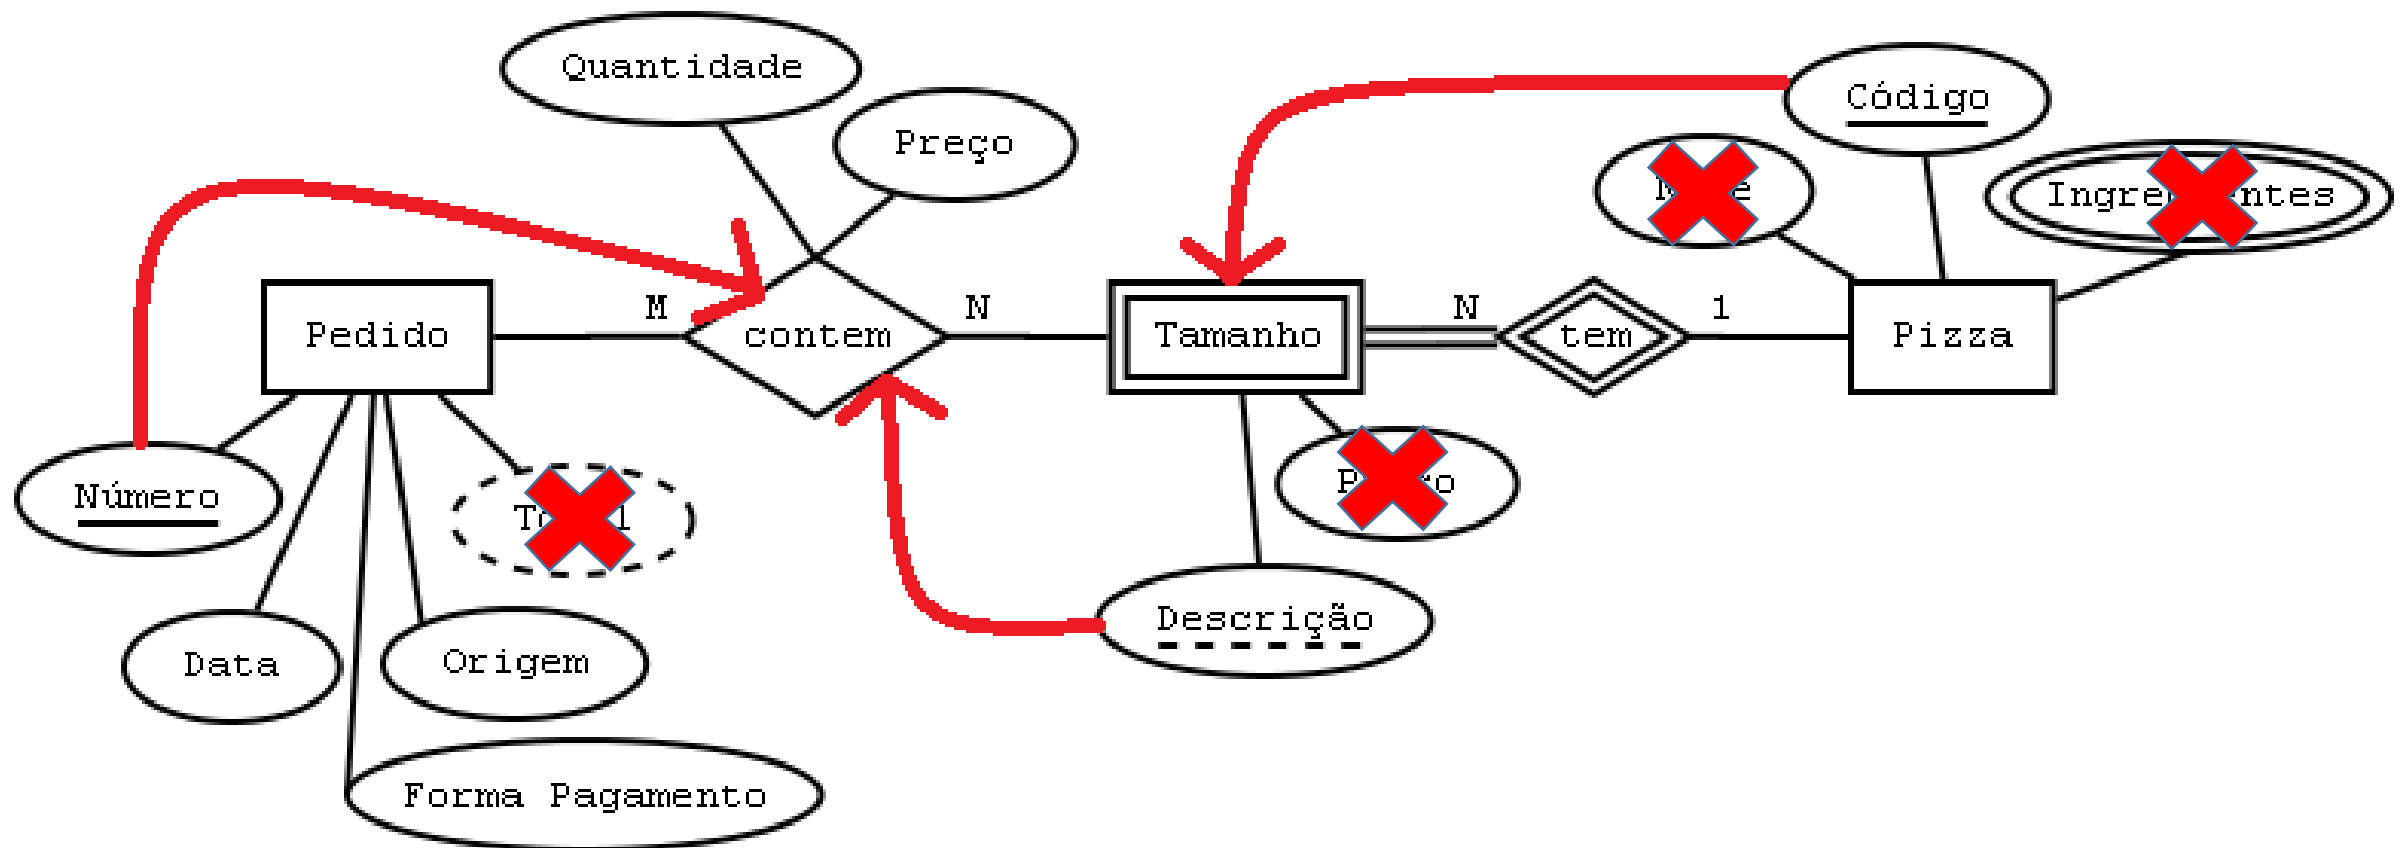 Quantidade
Preço
Código
Pedido
M
contem
N
Tamanho
N
tem
1
Pizza
Número
Data
Origem
Descrição
Forma Pagamento